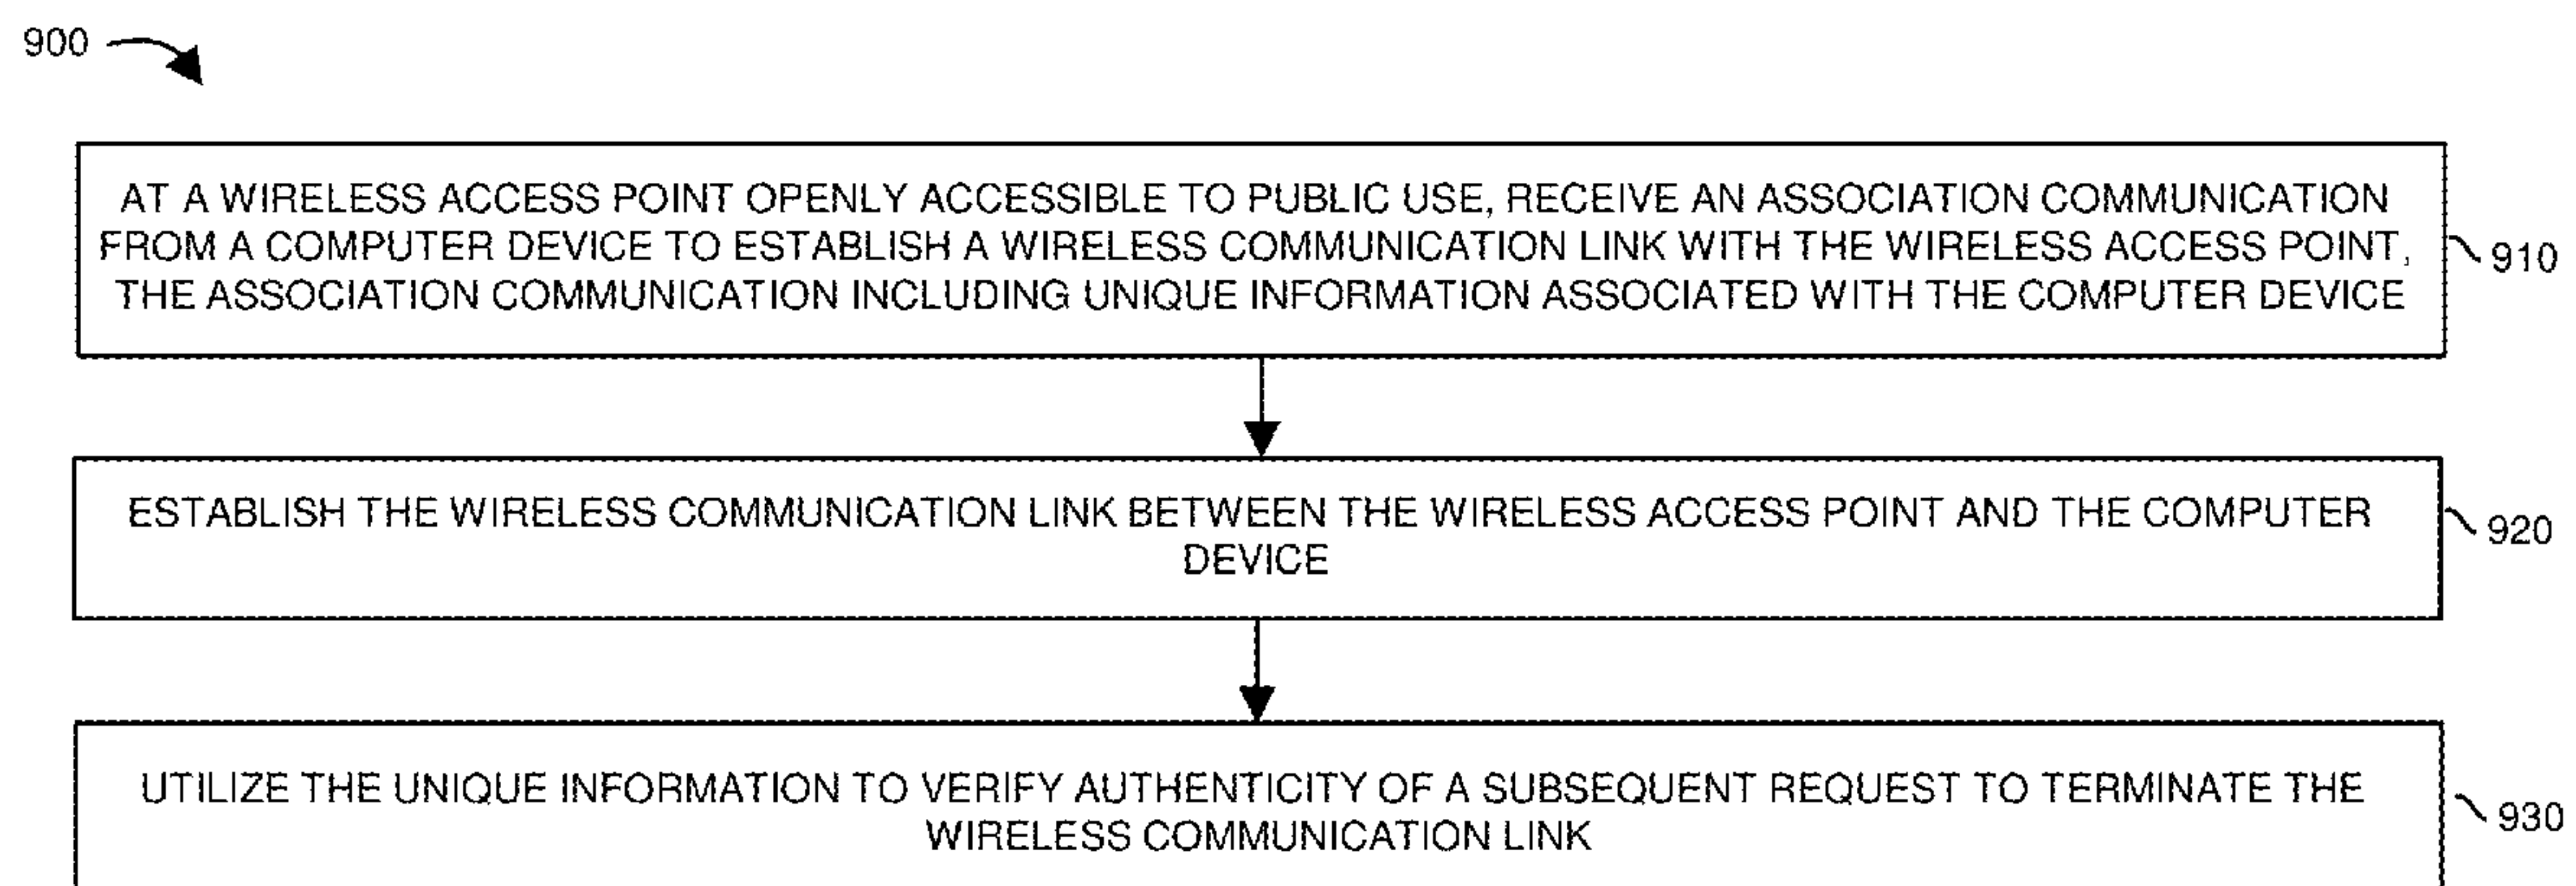 900
AT A WIRELESS ACCESS POINT OPENLY ACCESSIBLE TO PUBLIC USE, RECEIVE AN ASSOCIATION COMMUNICATION
FROM A COMPUTER DEVICE TO ESTABLISH A WIRELESS COMMUNICATION LINK WITH THE WIRELESS ACCESS POINT,
THE ASSOCIATION COMMUNICATION INCLUDING UNIQUE INFORMATION ASSOCIATED WITH THE COMPUTER DEVICE
910
ESTABLISH THE WIRELESS COMMUNICATION LINK BETWEEN THE WIRELESS ACCESS POINT AND THE COMPUTER
DEVICE
920
UTILIZE THE UNIQUE INFORMATION TO VERIFY AUTHENTICITY OF A SUBSEQUENT REQUEST TO TERMINATE THE
WIRELESS COMMUNICATION LINK
930